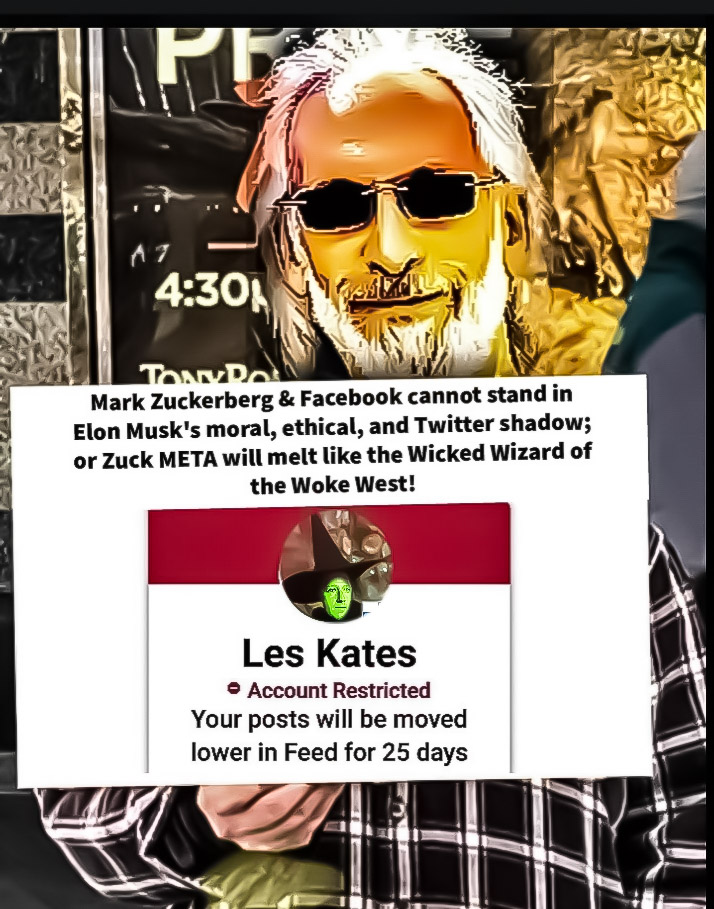 4:30
Mark Zuckerberg & Facebook cannot stand in
Elon Musk's moral, ethical, and Twitter shadow;
or Zuck META will melt like the Wicked Wizard of
the Woke West!
Les Kates
Account Restricted
Your posts will be moved
lower in Feed for 25 days